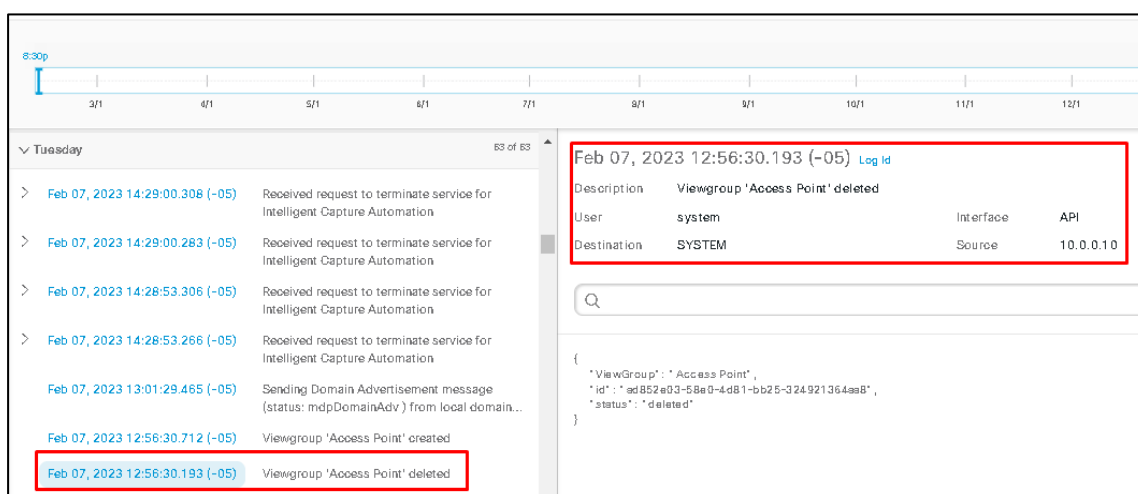 8:30p
3/1 4/1 5/1 6/1 7/1 8/1 9/1 10/1 11/1 12/1
Tuesday 53 of 53
Feb 07, 2023 14:29:00.308 (-05) Received request to terminate service for
Intelligent Capture Automation
Feb 07, 2023 14:29:00.283 (-05) Received request to terminate service for
Intelligent Capture Automation
Feb 07, 2023 14:28:53.306 (-05) Received request to terminate service for
Intelligent Capture Automation
Feb 07, 2023 14:28:53.266 (-05) Received request to terminate service for
Intelligent Capture Automation
Feb 07, 2023 13:01:29.465 (-05) Sending Domain Advertisement message
(status: mdpDomainAdv ) from local domain...
Feb 07, 2023 12:56:30.712 (-05) Viewgroup 'Access Point' created
Feb 07, 2023 12:56:30.193 (-05) Viewgroup 'Access Point' deleted
Feb 07, 2023 12:56:30.193 (-05) Log Id
Description Viewgroup 'Access Point' deleted
User system Interface API
Destination SYSTEM Source 10.0.0.10
{
"ViewGroup": "Access Point",
"id": "ed852e03-58e0-4d81-bb25-324921364aa8",
"status": "deleted"
}